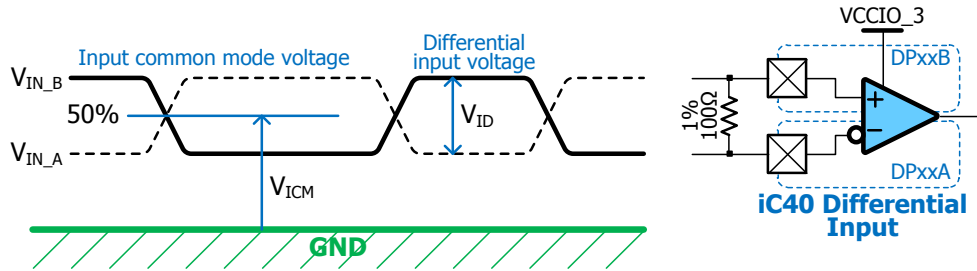 Input common mode voltage
Differential
input voltage
VIN_B
50%
VIN_A
VID
VICM
GND
VCCIO_3
DPxxB
1%
100Ω
+
−
DPxxA
iC40 Differential
Input